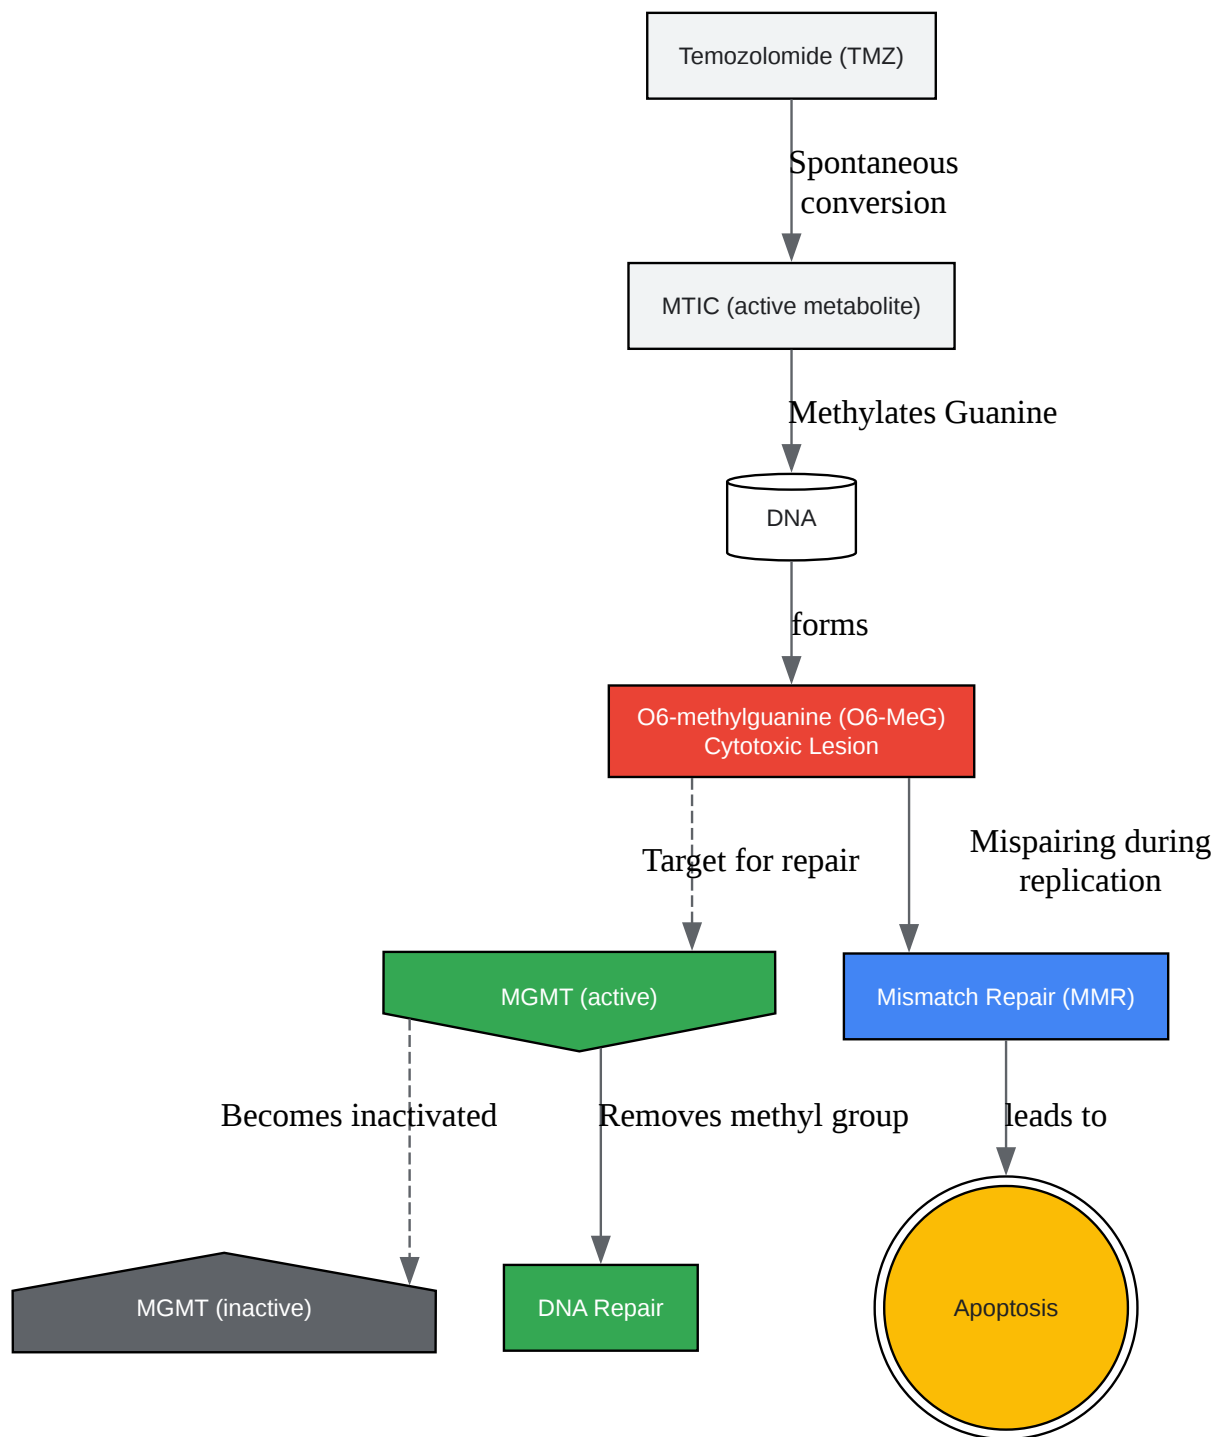 Temozolomide (TMZ)
Spontaneous
conversion
MTIC (active metabolite)
Methylates Guanine
DNA
forms
O6-methylguanine (O6-MeG)
Cytotoxic Lesion
Target for repair
Mispairing during
replication
MGMT (active)
Mismatch Repair (MMR)
Becomes inactivated
Removes methyl group
leads to
MGMT (inactive)
DNA Repair
Apoptosis